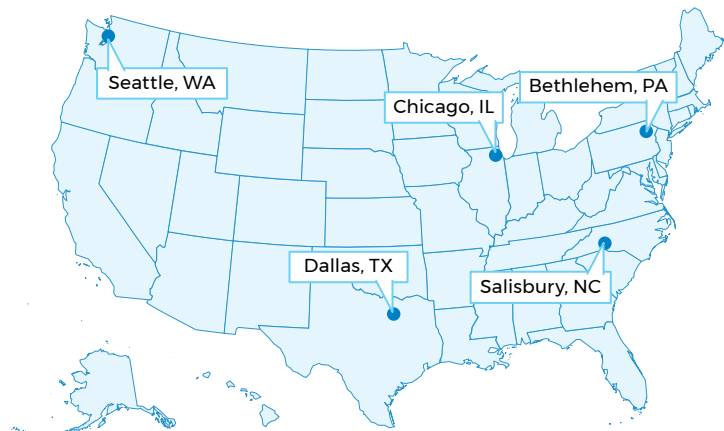 Seattle, WA
Bethlehem, PA
Chicago, IL
Dallas, TX
Salisbury, NC